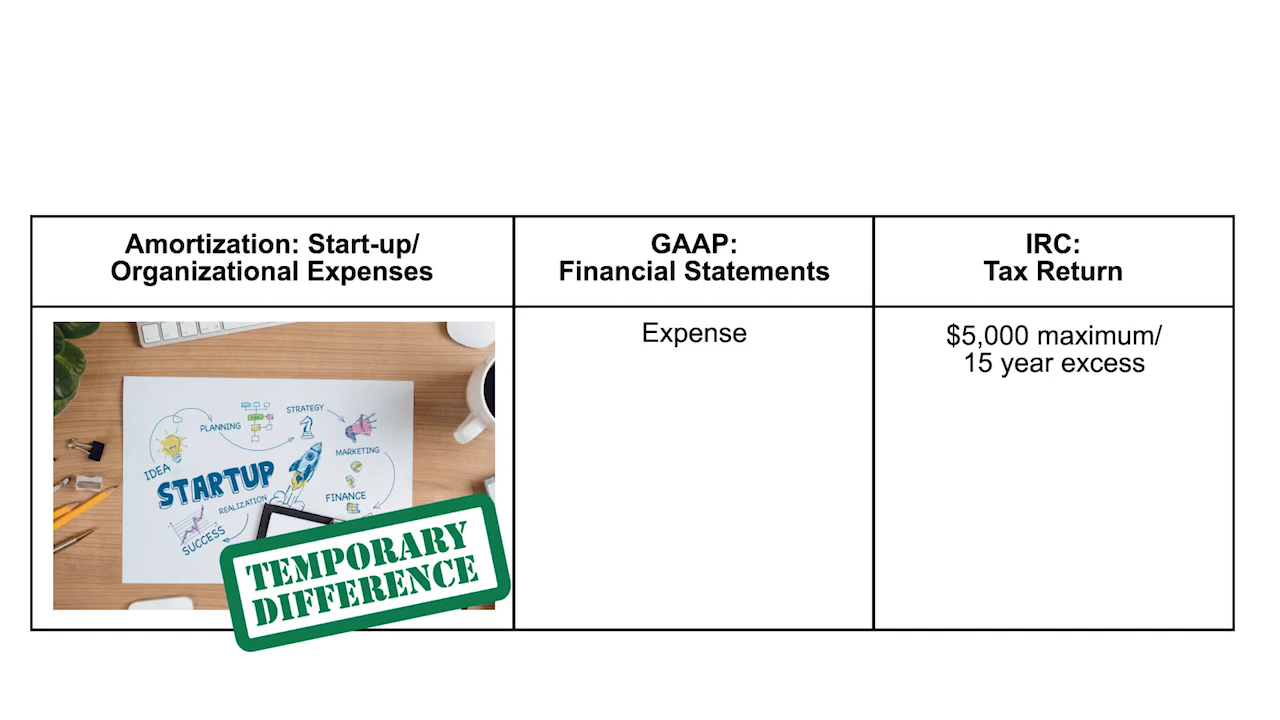 Amortization: Start-up/
Organizational Expenses
GAAP:
Financial Statements
IRC:
Tax Return
Expense
$5,000 maximum/
15 year excess
IDEA
PLANNING
STRATEGY
MARKETING
STARTUP
FINANCE
REALIZATION
SUCCESS
TEMPORARY
DIFFERENCE